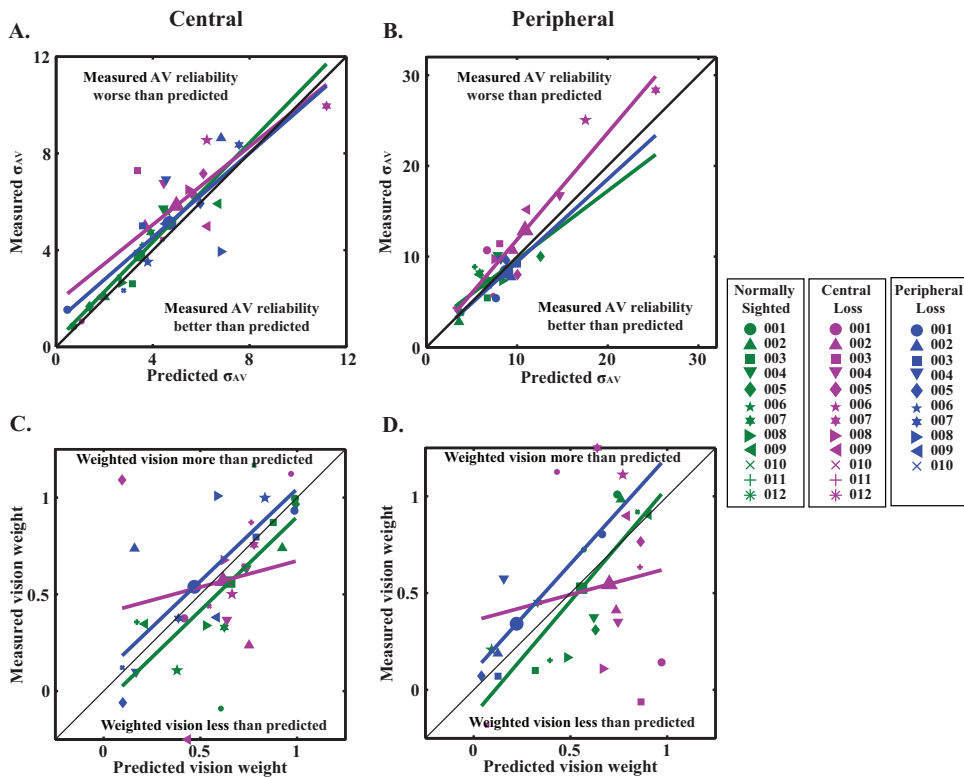 Central
Peripheral
A.
B.
12
8
4
0
Measured σAV
Measured AV reliability
worse than predicted
Measured AV reliability
better than predicted
0 4 8 12
Predicted σAV
30
20
10
0
Measured σAV
Measured AV reliability
worse than predicted
Measured AV reliability
better than predicted
0 10 20 30
Predicted σAV
C.
D.
Weighted vision more than predicted
1
0.5
0
Measured vision weight
Weighted vision less than predicted
0 0.5 1
Predicted vision weight
Weighted vision more than predicted
1
0.5
0
Measured vision weight
Weighted vision less than predicted
0 0.5 1
Predicted vision weight
Normally
Sighted
001
002
003
004
005
006
007
008
009
010
011
012
Central
Loss
001
002
003
004
005
006
007
008
009
010
011
012
Peripheral
Loss
001
002
003
004
005
006
007
008
009
010